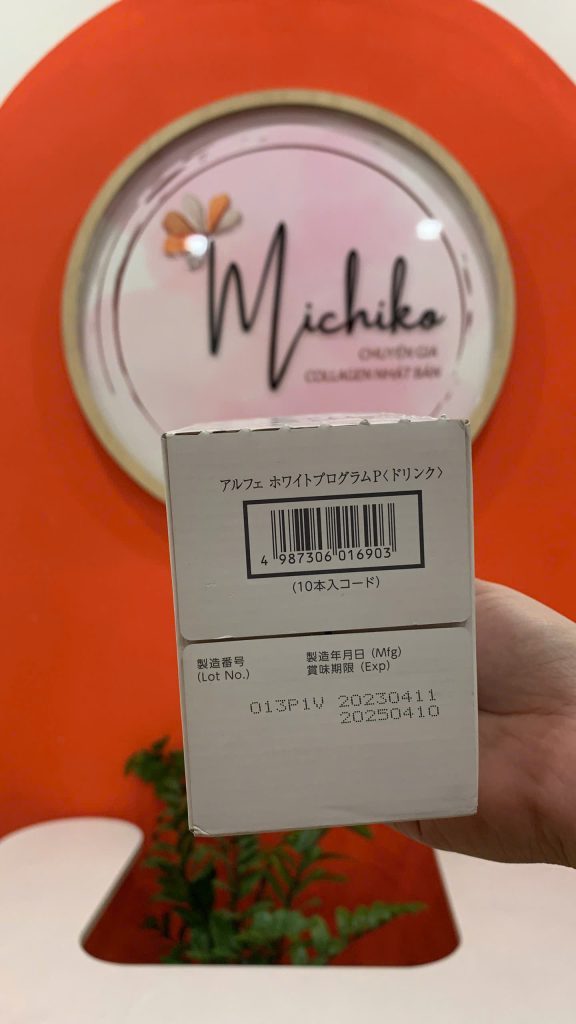 Michiko
CHUYÊN GIA
COLLAGEN NHẬT BẢN
アルフェ ホワイトプログラムP〈ドリンク〉
4 987306 016903
(10本入コード)
製造番号
(Lot No.)
製造年月日 (Mfg)
賞味期限 (Exp)
013P1V 20230411
20250410